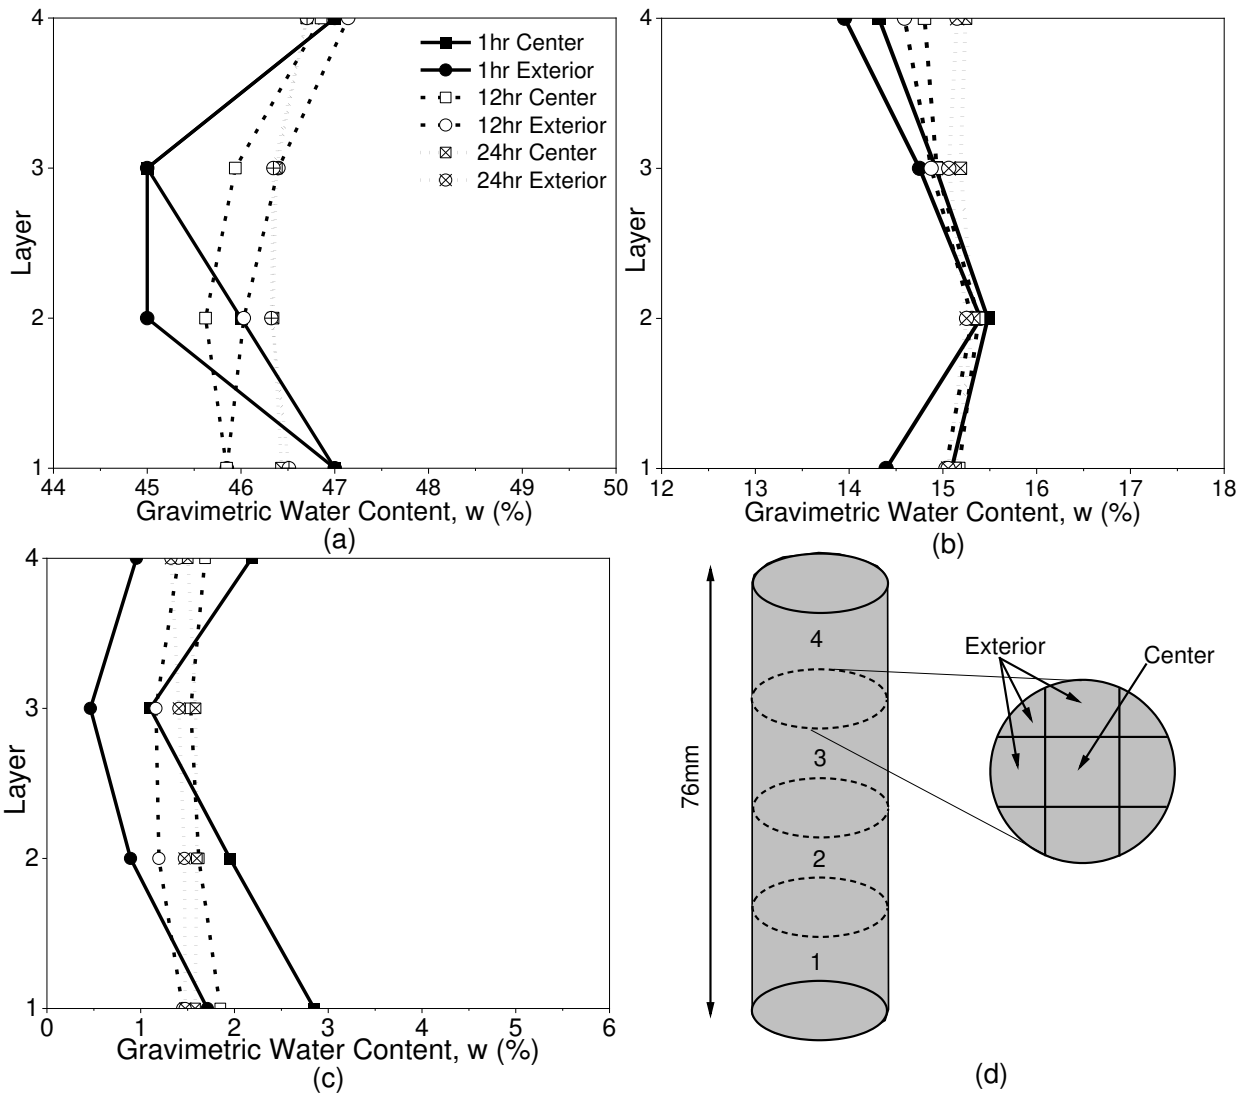 4
3
2
1
Layer
44 45 46 47 48 49 50
Gravimetric Water Content, w (%)
(a)
1hr Center
1hr Exterior
12hr Center
12hr Exterior
24hr Center
24hr Exterior
4
3
2
1
Layer
12 13 14 15 16 17 18
Gravimetric Water Content, w (%)
(b)
4
3
2
1
Layer
0 1 2 3 4 5 6
Gravimetric Water Content, w (%)
(c)
76mm
4
3
2
1
Exterior
Center
(d)